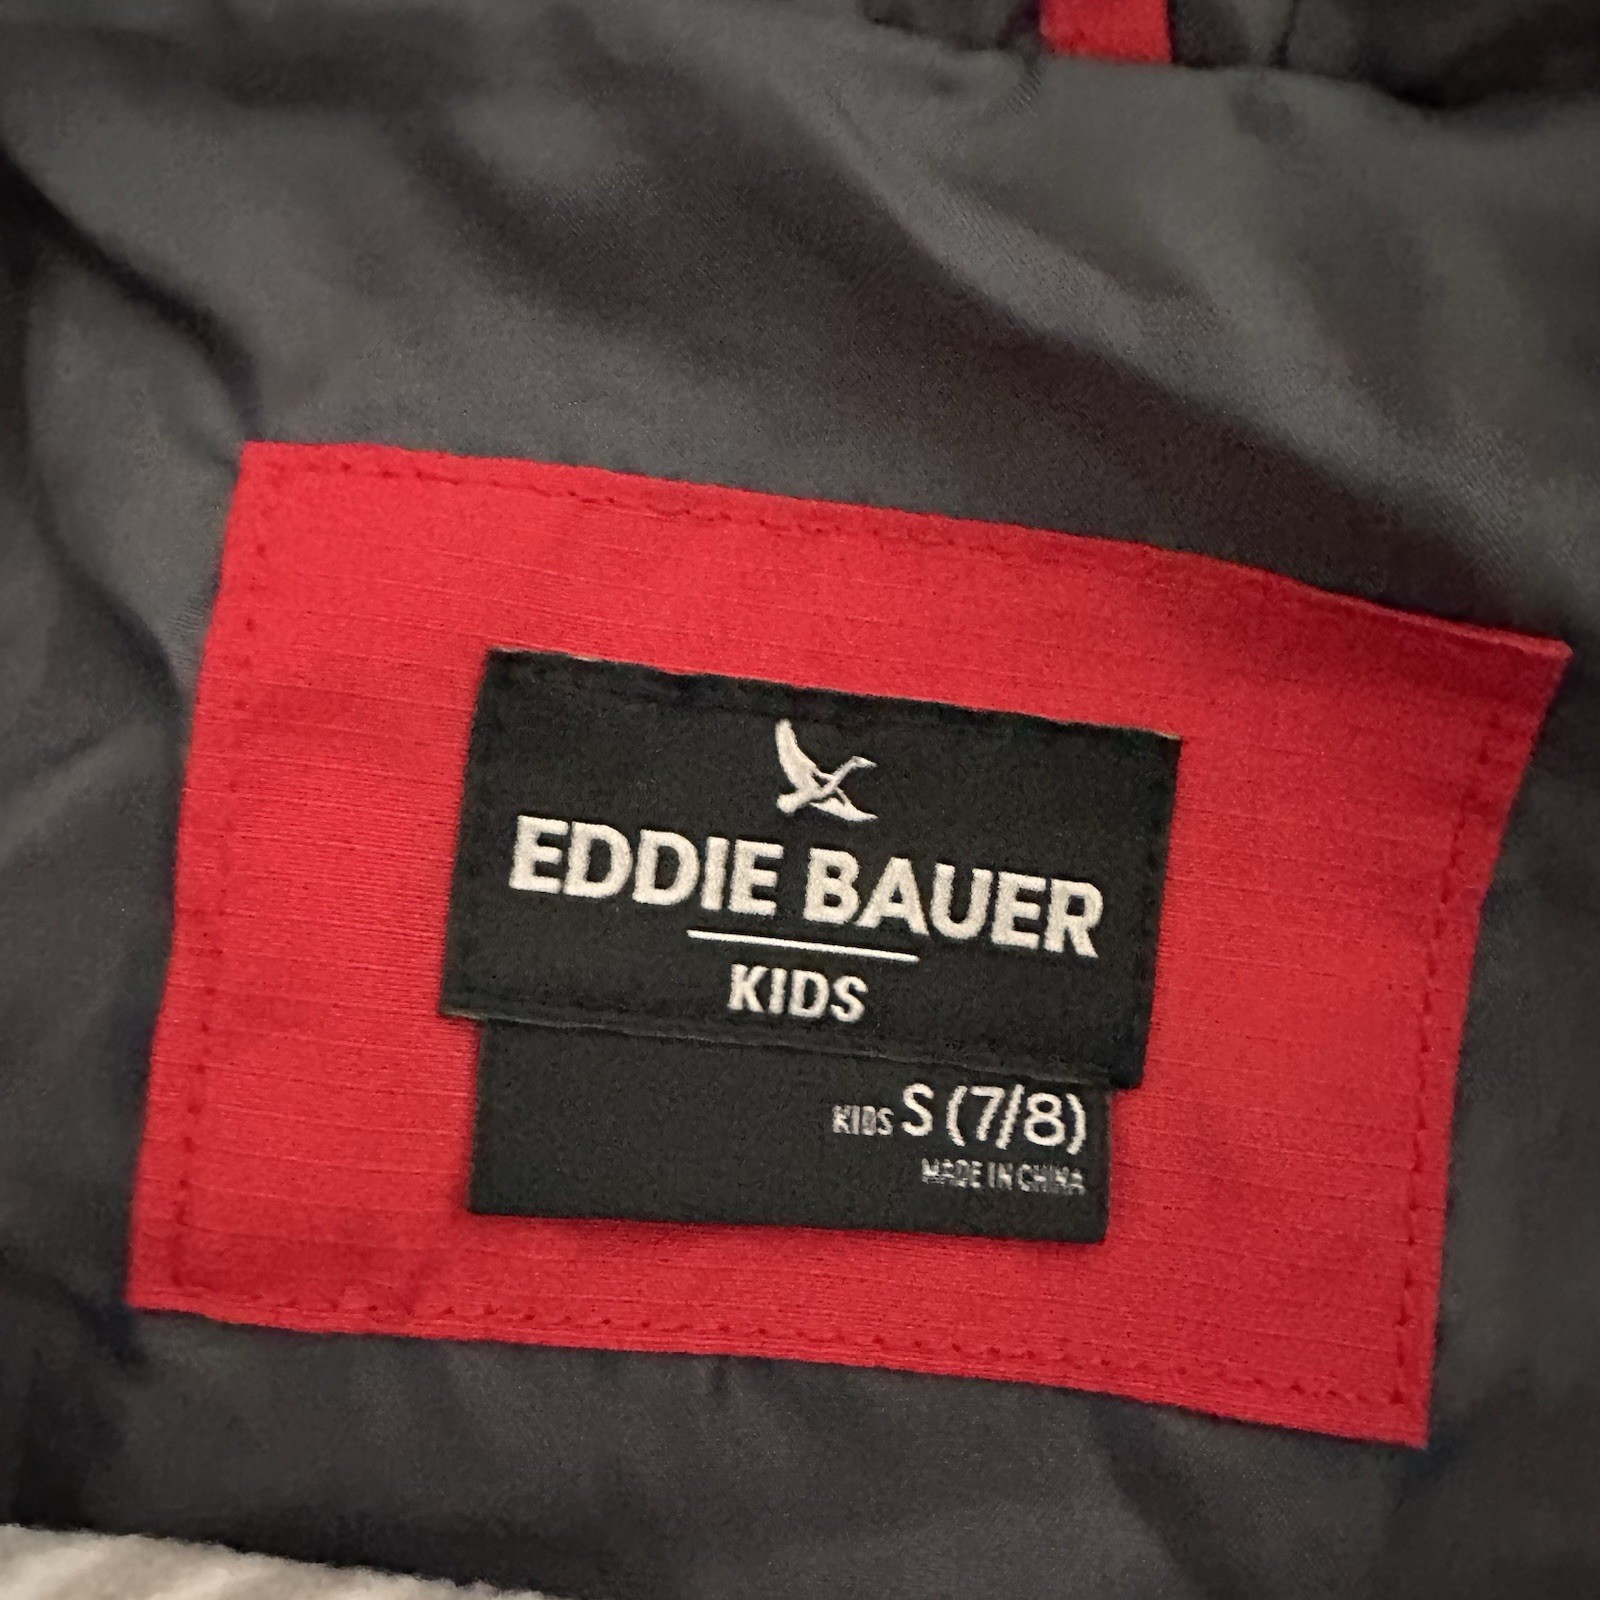 EDDIE BAUER
KIDS
KIDS S (7/8)
MADE IN CHINA